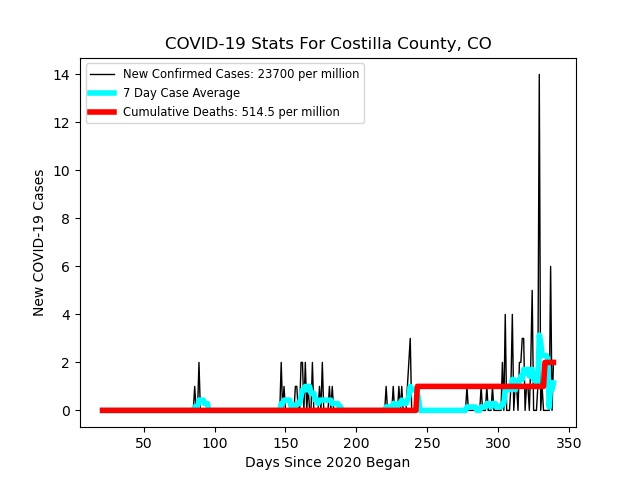 COVID-19 Stats For Costilla County, CO
New Confirmed Cases: 23700 per million
7 Day Case Average
Cumulative Deaths: 514.5 per million
New COVID-19 Cases
14
12
10
8
6
4
2
0
50 100 150 200 250 300 350
Days Since 2020 Began